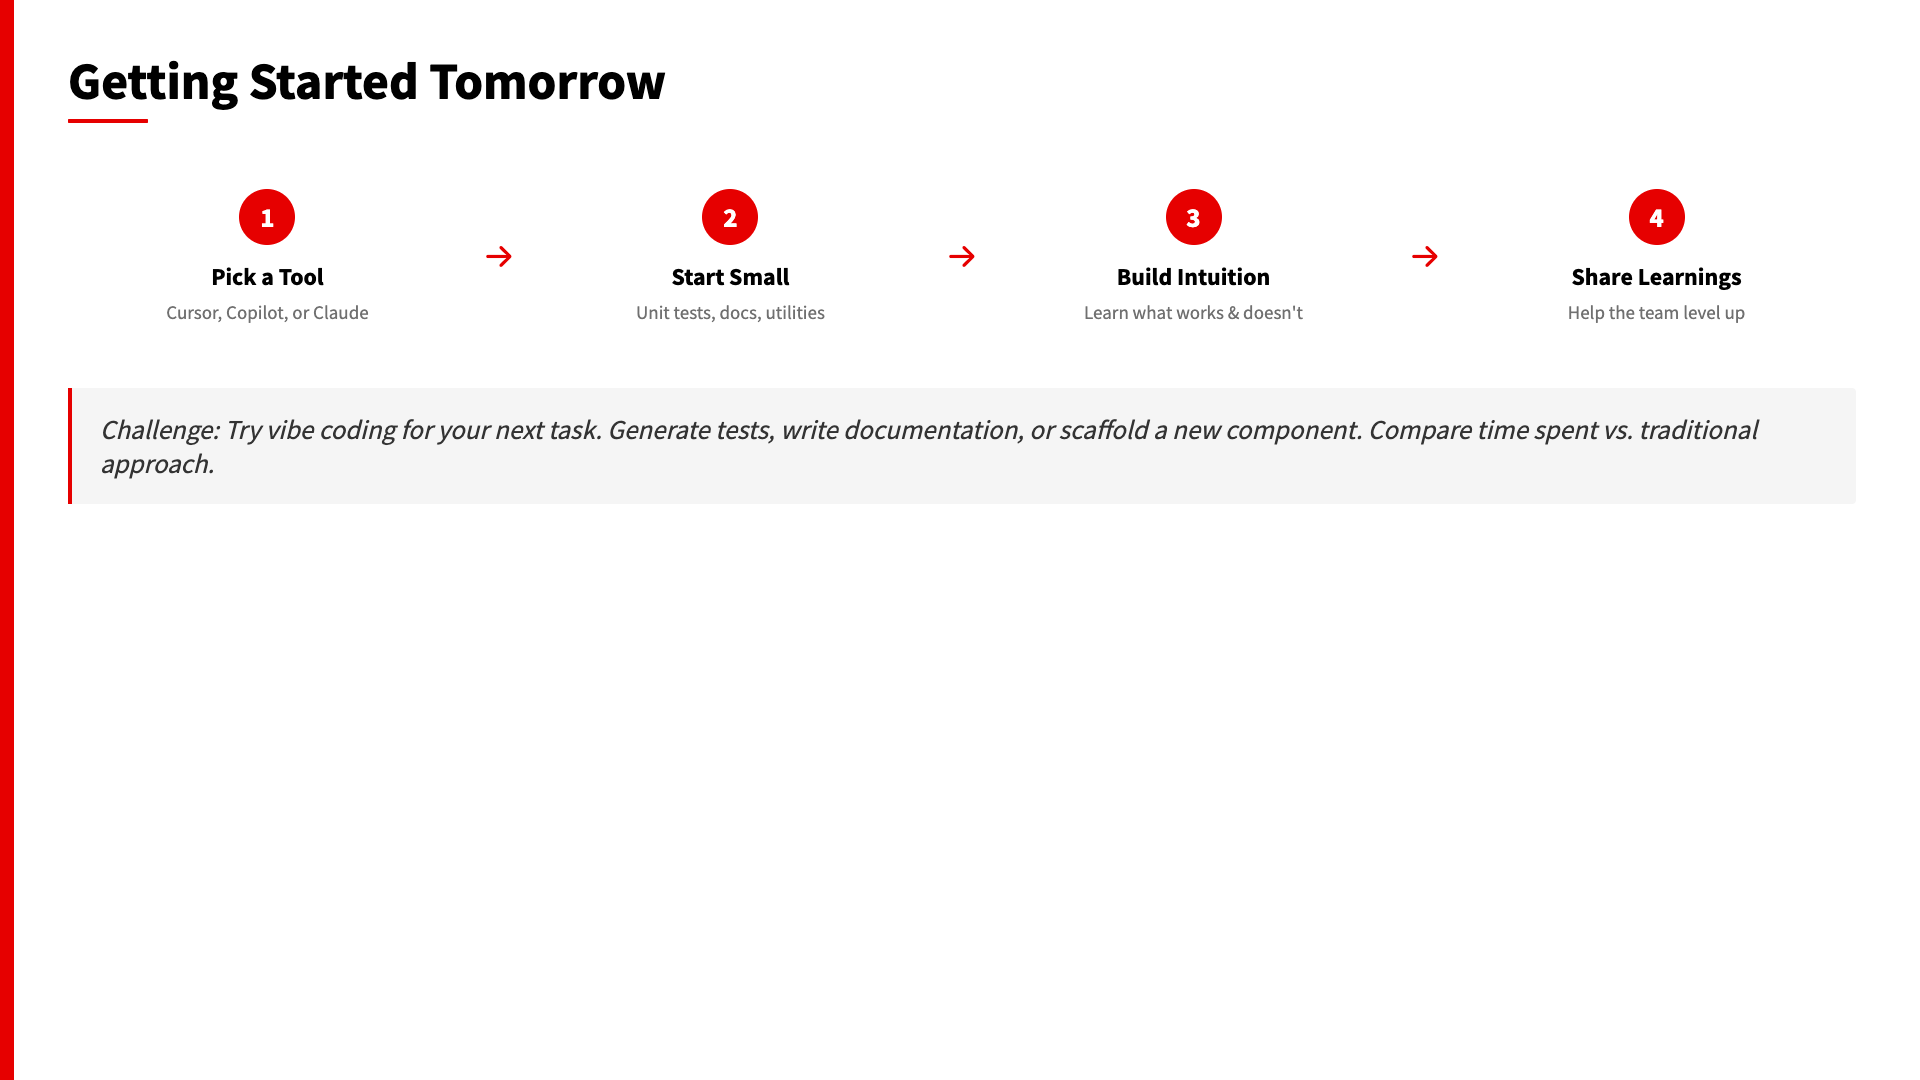 Getting Started Tomorrow
1
Pick a Tool
Cursor, Copilot, or Claude
→
2
Start Small
Unit tests, docs, utilities
→
3
Build Intuition
Learn what works & doesn't
→
4
Share Learnings
Help the team level up
Challenge: Try vibe coding for your next task. Generate tests, write documentation, or scaffold a new component. Compare time spent vs. traditional
approach.